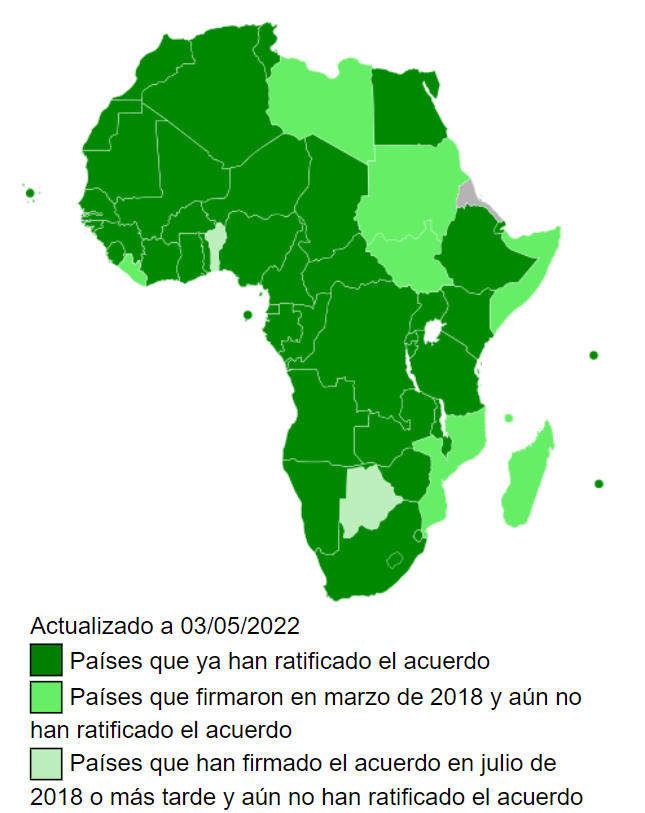 Actualizado a 03/05/2022
Países que ya han ratificado el acuerdo
Países que firmaron en marzo de 2018 y aún no
han ratificado el acuerdo
Países que han firmado el acuerdo en julio de
2018 o más tarde y aún no han ratificado el acuerdo